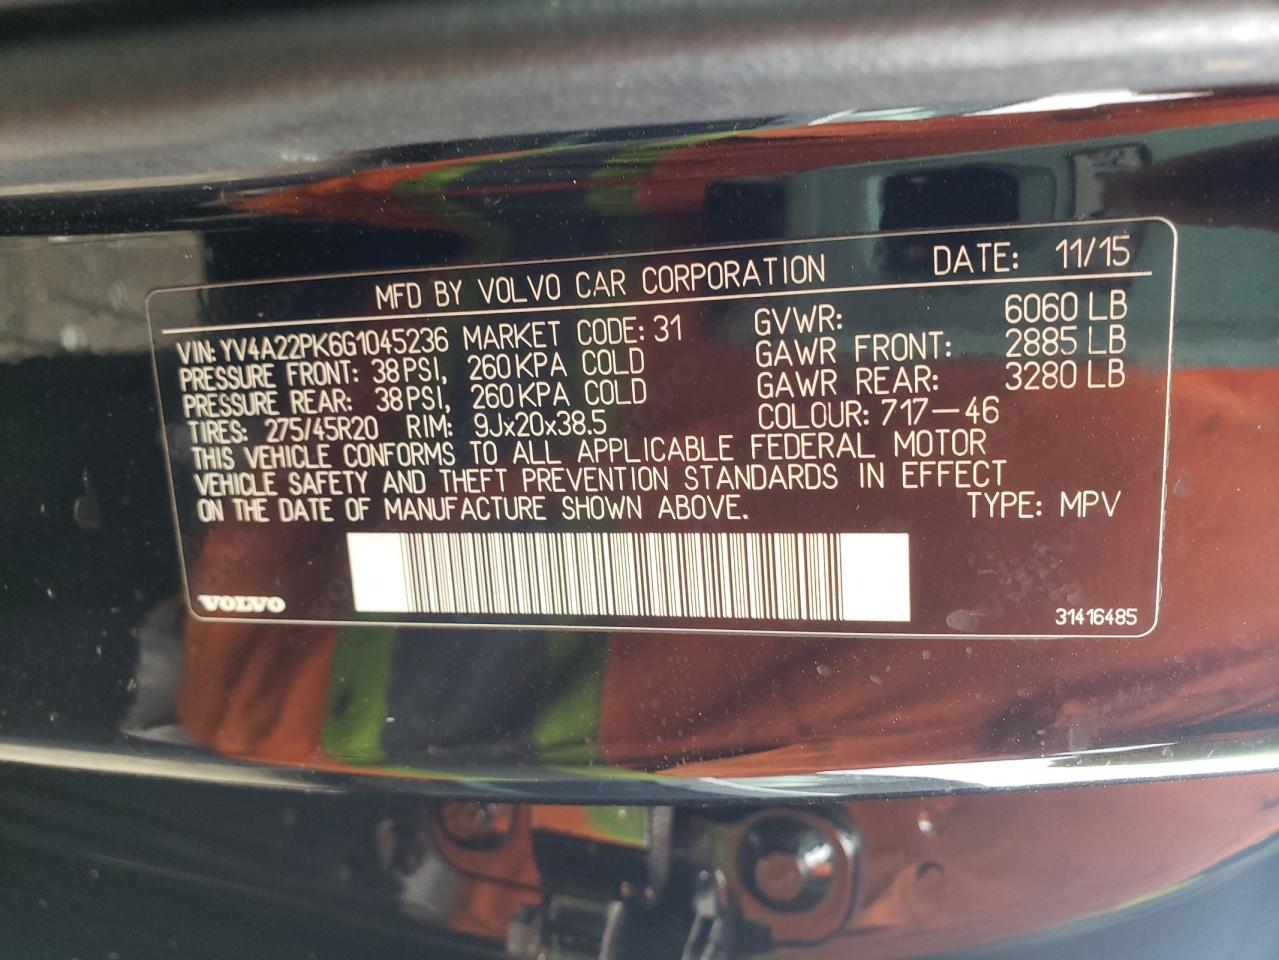 MFD BY VOLVO CAR CORPORATION DATE: 11/15
VIN: YV4A22PK6G1045236 MARKET CODE: 31 GVWR: 6060 LB
PRESSURE FRONT: 38PSI, 260KPA COLD GAWR FRONT: 2885 LB
PRESSURE REAR: 38PSI, 260KPA COLD GAWR REAR: 3280 LB
TIRES: 275/45R20 RIM: 9Jx20x38.5 COLOUR: 717-46
THIS VEHICLE CONFORMS TO ALL APPLICABLE FEDERAL MOTOR
VEHICLE SAFETY AND THEFT PREVENTION STANDARDS IN EFFECT
ON THE DATE OF MANUFACTURE SHOWN ABOVE. TYPE: MPV
VOLVO 31416485